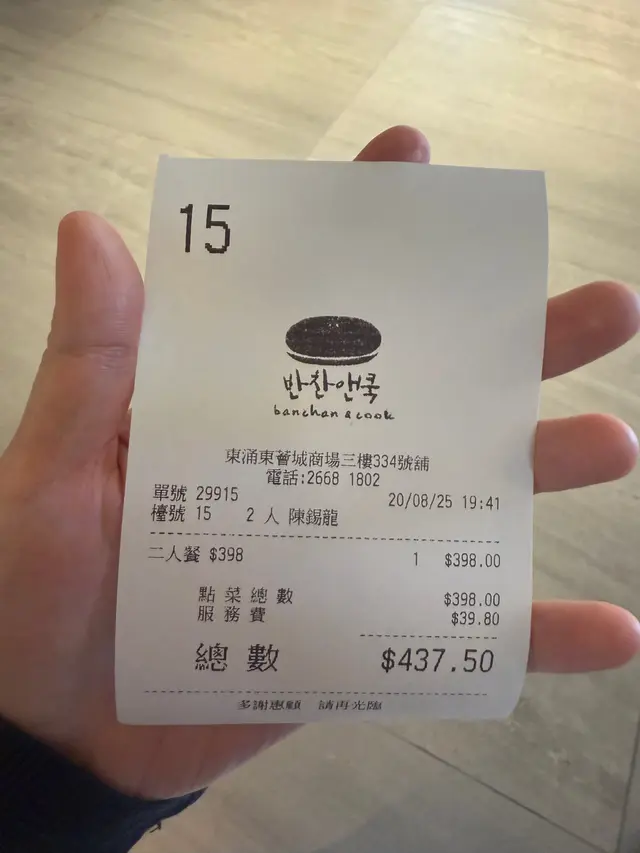 15
반찬앤쿡
banchan & cook
東涌東薈城商場三樓334號舖
電話:2668 1802
單號 29915 20/08/25 19:41
檯號 15 2 人 陳錫龍
二人餐 $398 1 $398.00
點菜總數 $398.00
服務費 $39.80
總數 $437.50
多謝惠顧 請再光臨